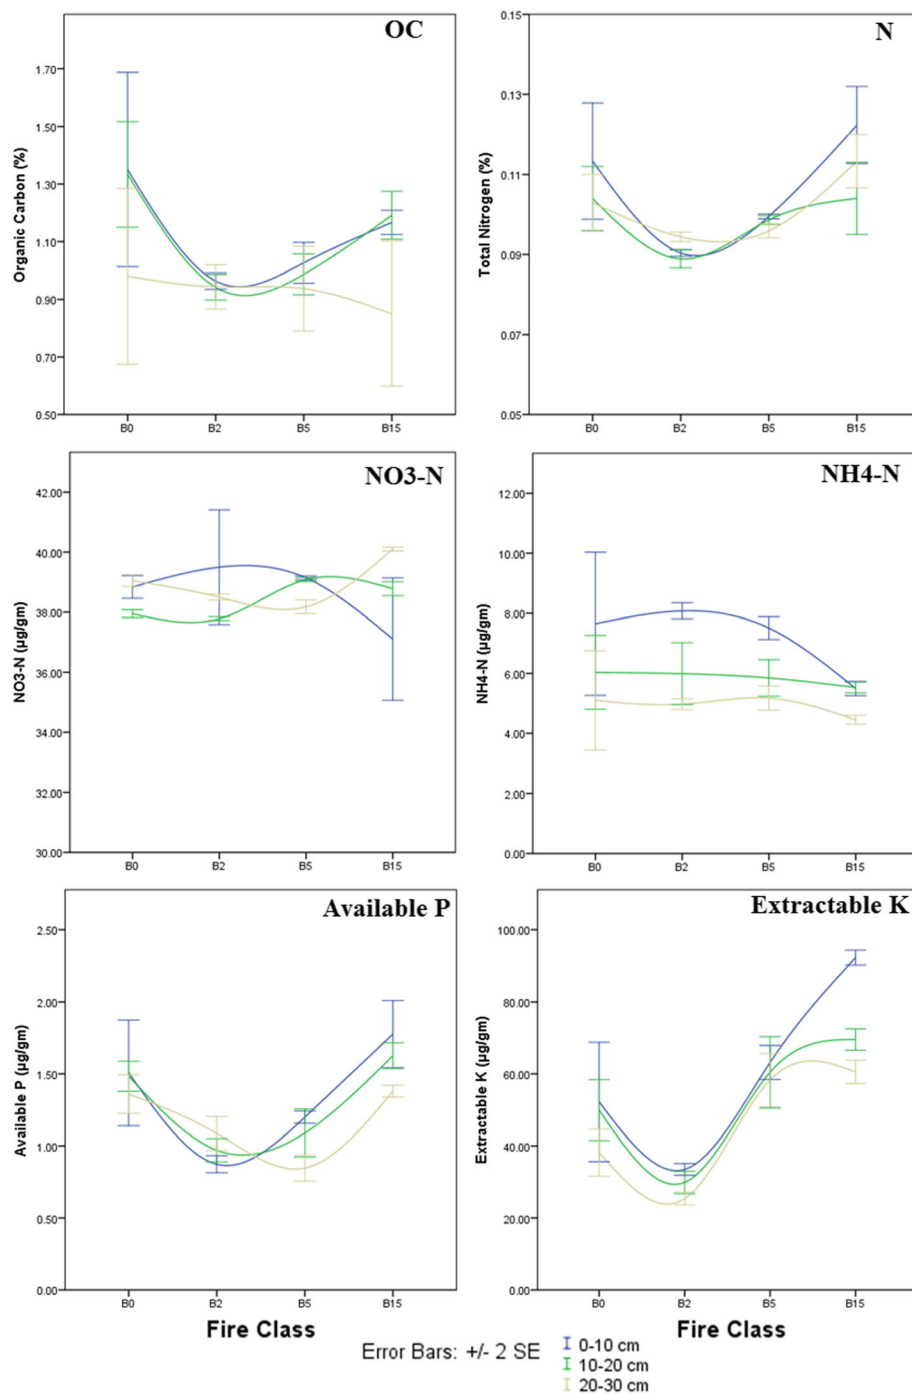 OC
Organic Carbon (%)
1.70
1.50
1.30
1.10
0.90
0.70
0.50
B0 B2 B5 B15
N
Total Nitrogen (%)
0.15
0.13
0.11
0.09
0.07
0.05
B0 B2 B5 B15
NO3-N
NO3-N (µg/gm)
42.00
40.00
38.00
36.00
34.00
32.00
30.00
B0 B2 B5 B15
NH4-N
NH4-N (µg/gm)
12.00
10.00
8.00
6.00
4.00
2.00
0.00
B0 B2 B5 B15
Available P
Available P (µg/gm)
2.50
2.00
1.50
1.00
0.50
0.00
B0 B2 B5 B15
Fire Class
Extractable K
Extractable K (µg/gm)
100.00
80.00
60.00
40.00
20.00
0.00
B0 B2 B5 B15
Fire Class
Error Bars: +/- 2 SE
0-10 cm
10-20 cm
20-30 cm